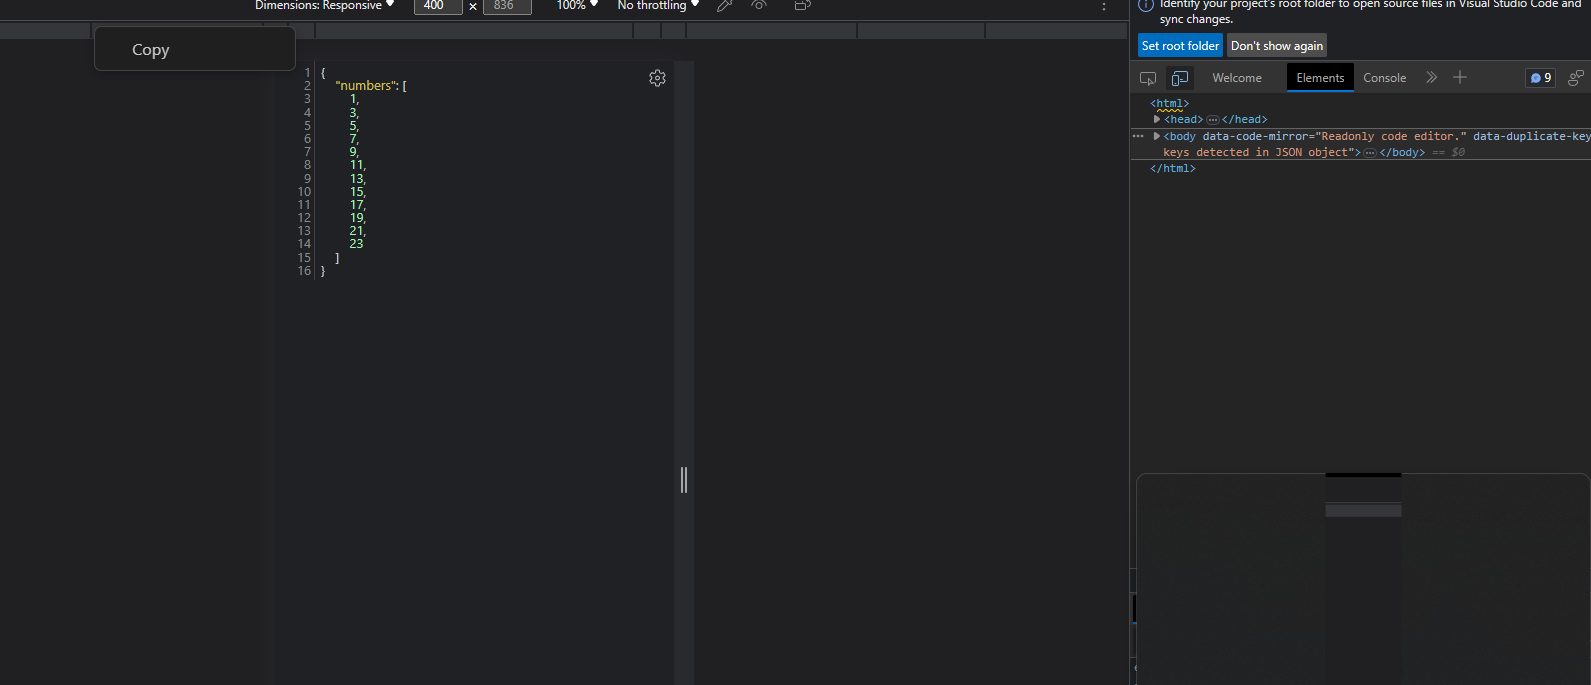 Dimensions: Responsive 400 × 836 100% No throttling
Copy
1 {
2 "numbers": [
3 1,
4 3,
5 5,
6 7,
7 9,
8 11,
9 13,
10 15,
11 17,
12 19,
13 21,
14 23
15 ]
16 }
Identify your project's root folder to open source files in Visual Studio Code and
sync changes.
Set root folder Don't show again
Welcome Elements Console 9
<html>
<head> … </head>
<body data-code-mirror="Readonly code editor." data-duplicate-key
keys detected in JSON object"> … </body> == $0
</html>